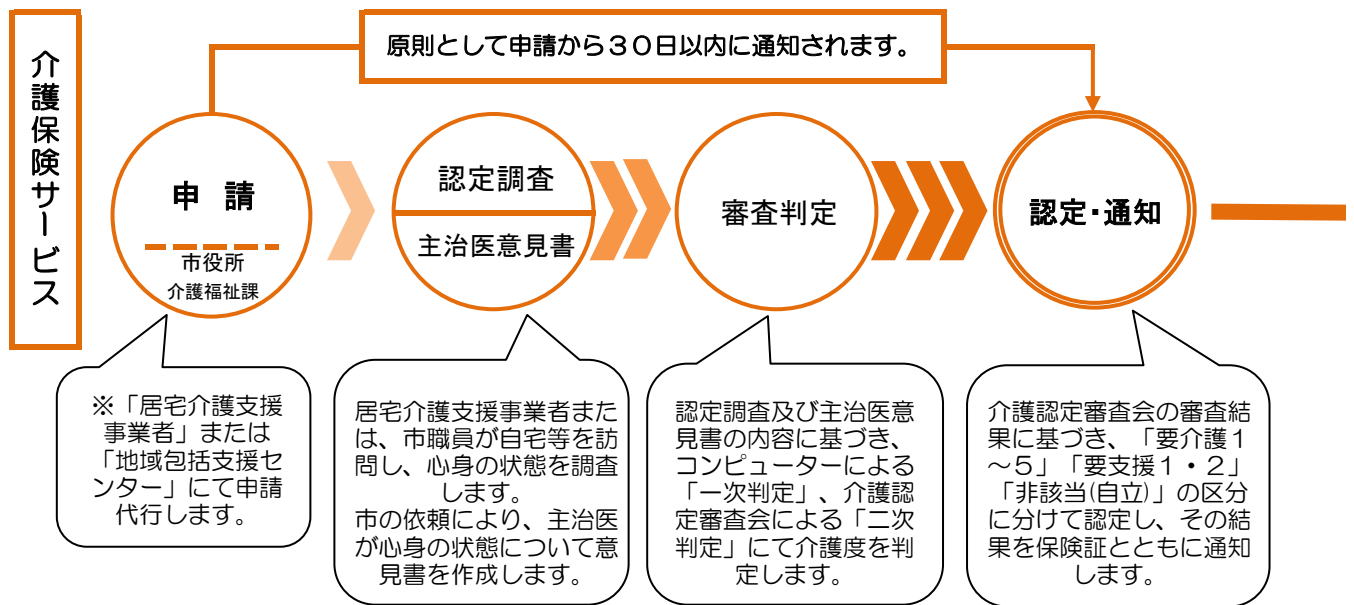 介護保険サービス
原則として申請から３０日以内に通知されます。
申　請
市役所
介護福祉課
認定調査
主治医意見書
審査判定
認定・通知
※「居宅介護支援
事業者」または
「地域包括支援セ
ンター」にて申請
代行します。
居宅介護支援事業者また
は、市職員が自宅等を訪
問し、心身の状態を調査
します。
市の依頼により、主治医
が心身の状態について意
見書を作成します。
認定調査及び主治医意
見書の内容に基づき、
コンピューターによる
「一次判定」、介護認
定審査会による「二次
判定」にて介護度を判
定します。
介護認定審査会の審査結
果に基づき、「要介護１
～５」「要支援１・２」
「非該当(自立)」の区分
に分けて認定し、その結
果を保険証とともに通知
します。